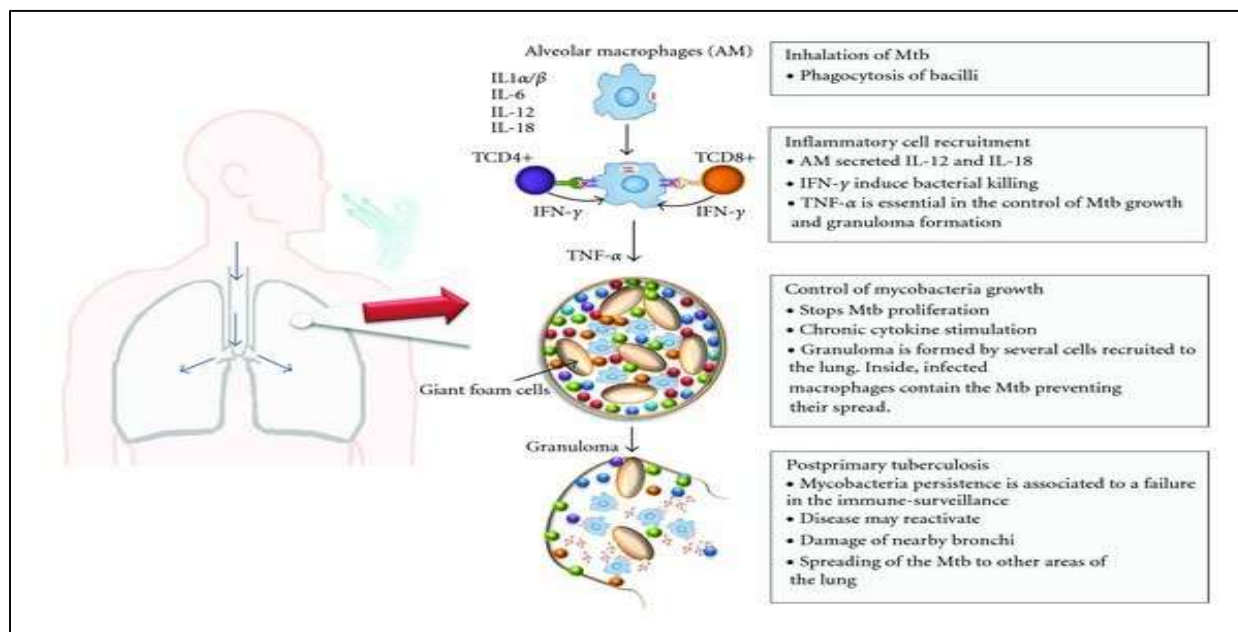 Alveolar macrophages (AM)
IL1α/β
IL-6
IL-12
IL-18
TCD4+
TCD8+
IFN-γ
IFN-γ
TNF-α
Giant foam cells
Granuloma
Inhalation of Mtb
• Phagocytosis of bacilli
Inflammatory cell recruitment
• AM secreted IL-12 and IL-18
• IFN-γ induce bacterial killing
• TNF-α is essential in the control of Mtb growth
and granuloma formation
Control of mycobacteria growth
• Stops Mtb proliferation
• Chronic cytokine stimulation
• Granuloma is formed by several cells recruited to
the lung. Inside, infected
macrophages contain the Mtb preventing
their spread.
Postprimary tuberculosis
• Mycobacteria persistence is associated to a failure
in the immune-surveillance
• Disease may reactivate
• Damage of nearby bronchi
• Spreading of the Mtb to other areas of
the lung